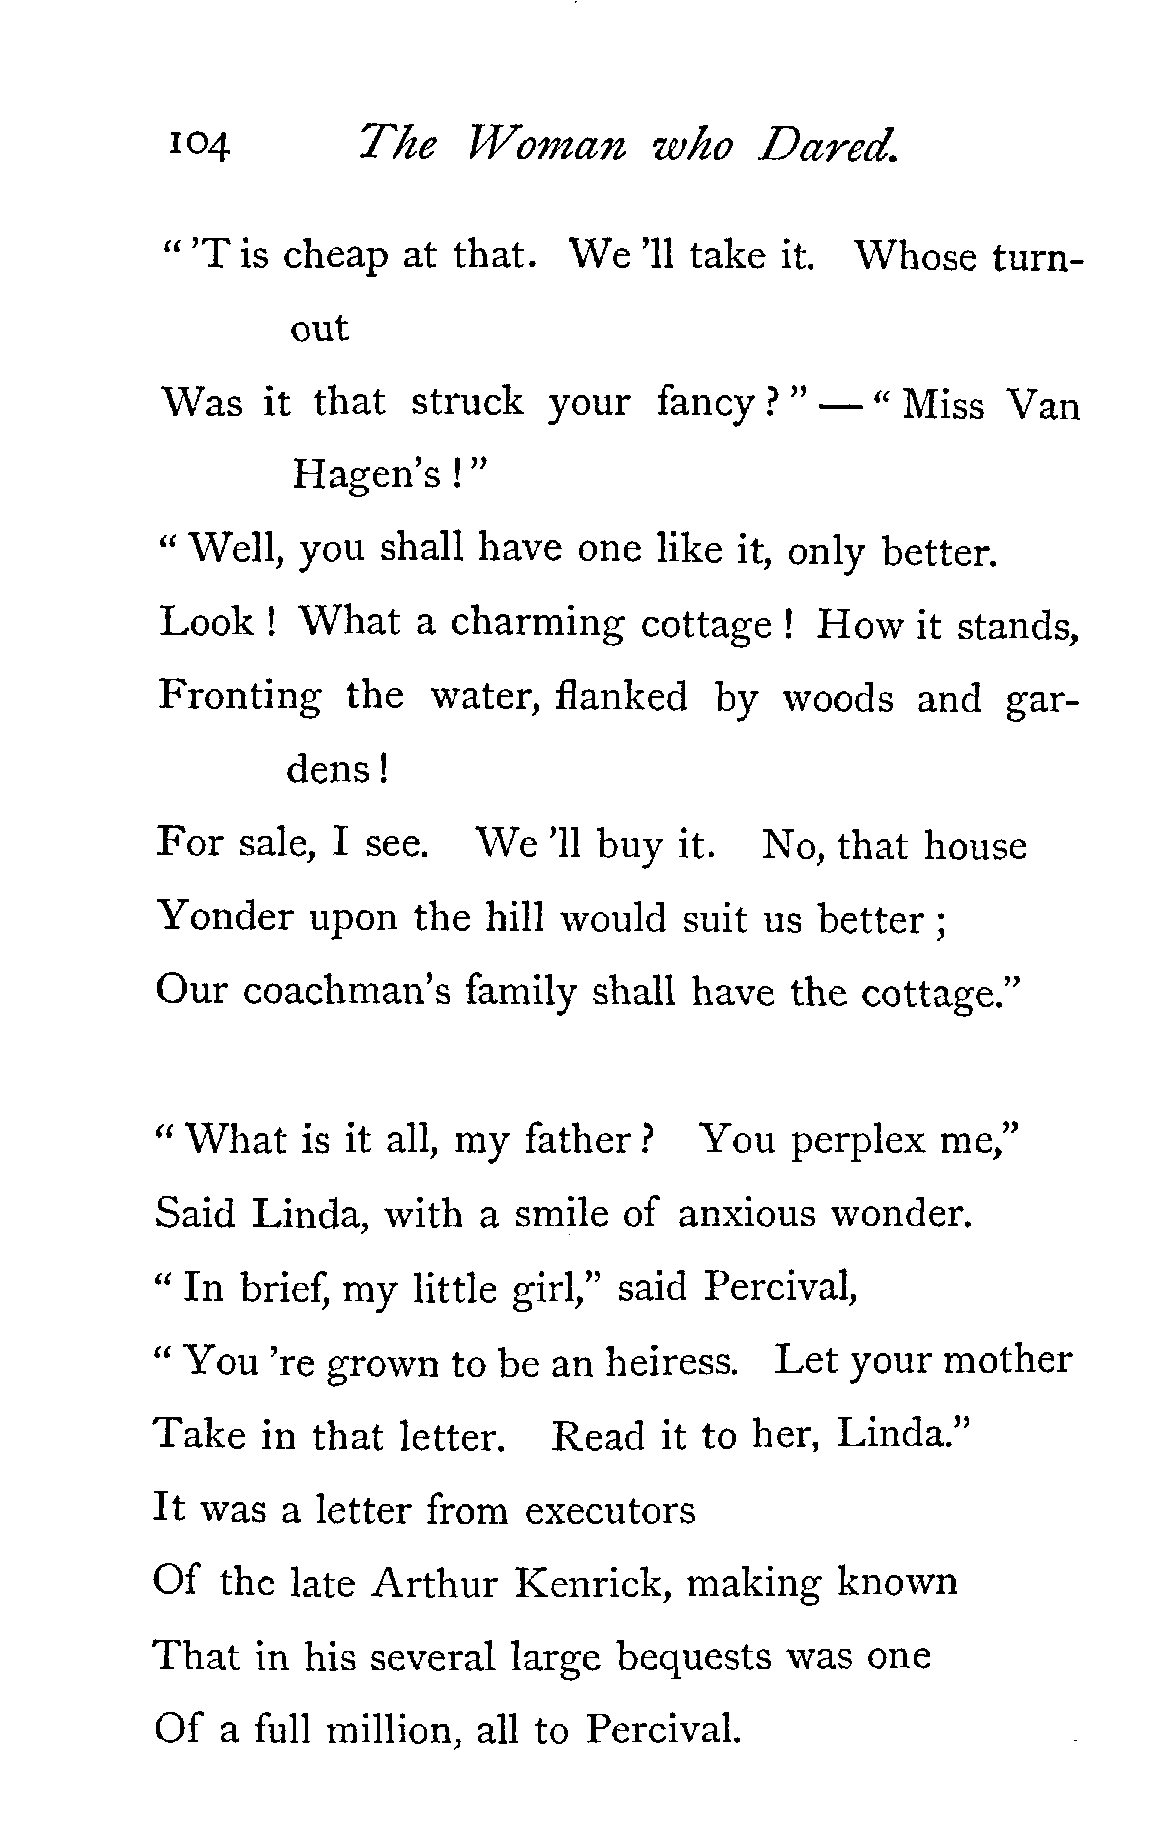 104 The Woman who Dared.
“ 'T is cheap at that. We 'll take it. Whose turn-
out
Was it that struck your fancy ? ” — “ Miss Van
Hagen's ! ”
“ Well, you shall have one like it, only better.
Look ! What a charming cottage ! How it stands,
Fronting the water, flanked by woods and gar-
dens !
For sale, I see. We 'll buy it. No, that house
Yonder upon the hill would suit us better ;
Our coachman's family shall have the cottage.”
“ What is it all, my father ? You perplex me,”
Said Linda, with a smile of anxious wonder.
“ In brief, my little girl,” said Percival,
“ You 're grown to be an heiress. Let your mother
Take in that letter. Read it to her, Linda.”
It was a letter from executors
Of the late Arthur Kenrick, making known
That in his several large bequests was one
Of a full million, all to Percival.